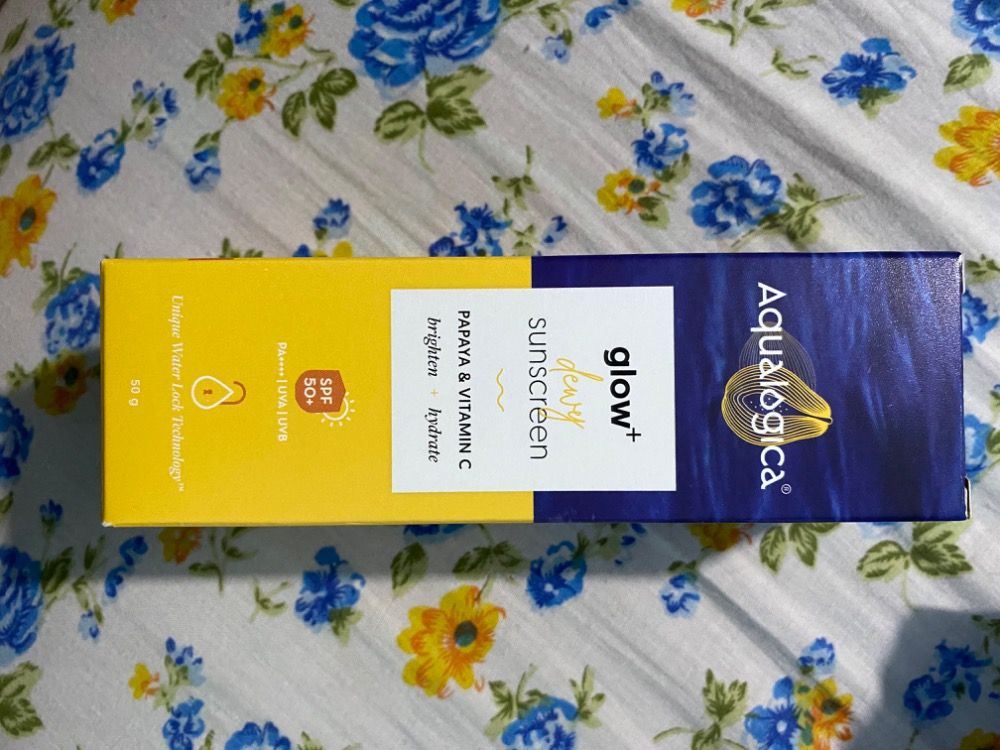 Aqualogica®
glow+
dewy
sunscreen
PAPAYA & VITAMIN C
brighten + hydrate
SPF
50+
PA++++ | UVA | UVB
Unique Water Lock Technology™
50 g